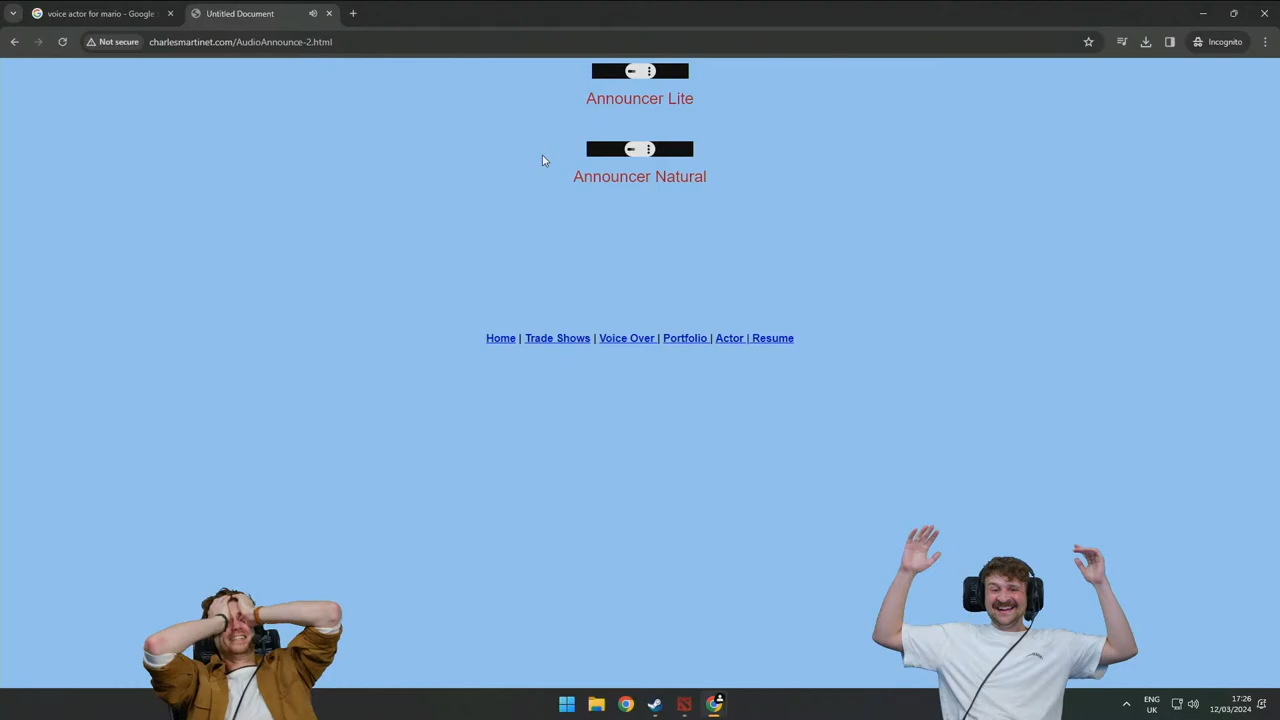 voice actor for mario - Google
Untitled Document
Not secure
charlesmartinet.com/AudioAnnounce-2.html
Incognito
Announcer Lite
Announcer Natural
Home | Trade Shows | Voice Over | Portfolio | Actor | Resume
ENG
UK
17:26
12/03/2024